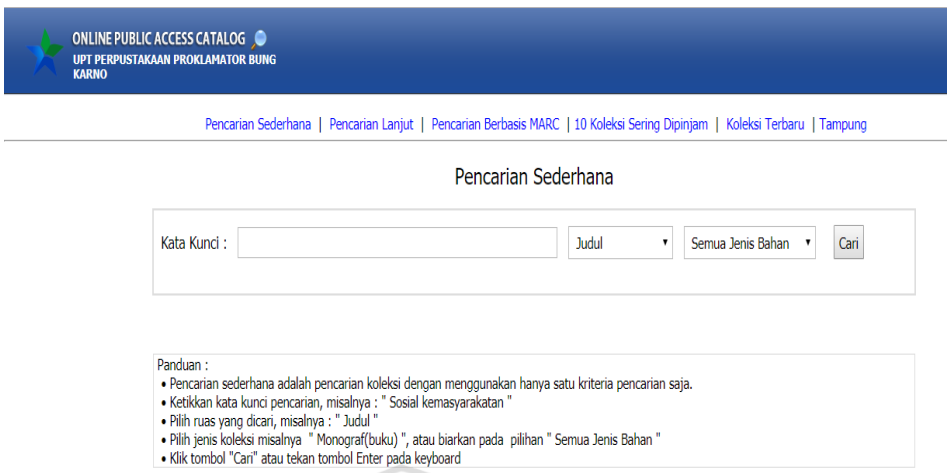 ONLINE PUBLIC ACCESS CATALOG
UPT PERPUSTAKAAN PROKLAMATOR BUNG
KARNO
Pencarian Sederhana | Pencarian Lanjut | Pencarian Berbasis MARC | 10 Koleksi Sering Dipinjam | Koleksi Terbaru | Tampung
Pencarian Sederhana
Kata Kunci : Judul Semua Jenis Bahan Cari
Panduan :
• Pencarian sederhana adalah pencarian koleksi dengan menggunakan hanya satu kriteria pencarian saja.
• Ketikkan kata kunci pencarian, misalnya : " Sosial kemasyarakatan "
• Pilih ruas yang dicari, misalnya : " Judul "
• Pilih jenis koleksi misalnya " Monograf(buku) ", atau biarkan pada pilihan " Semua Jenis Bahan "
• Klik tombol "Cari" atau tekan tombol Enter pada keyboard